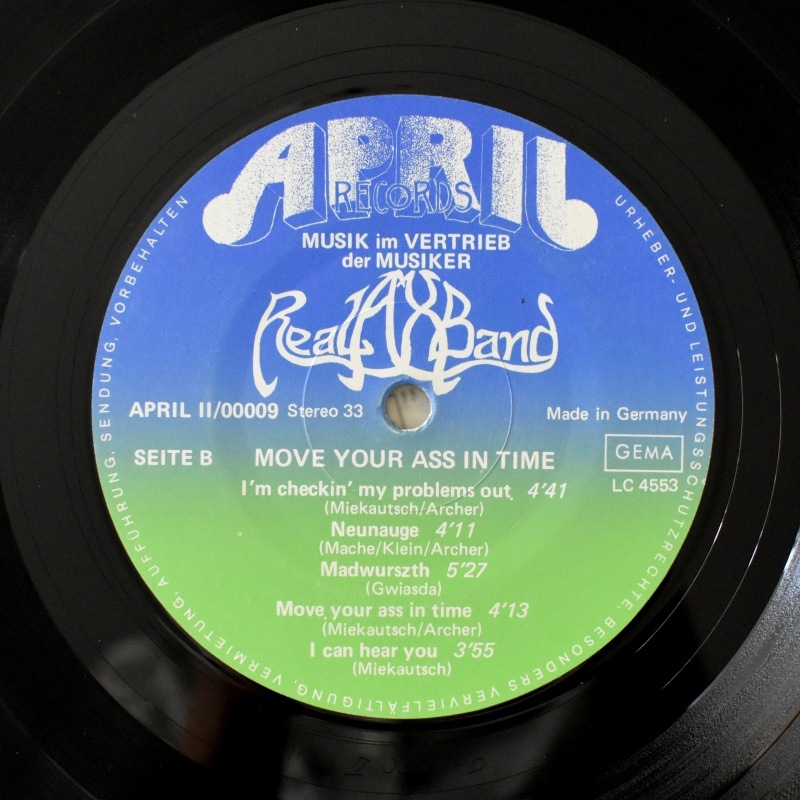 APRIL
RECORDS
MUSIK im VERTRIEB
der MUSIKER
Real AX Band
APRIL II/00009 Stereo 33
Made in Germany
SEITE B
MOVE YOUR ASS IN TIME
GEMA
LC 4553
I'm checkin' my problems out 4'41
(Miekautsch/Archer)
Neunauge 4'11
(Mache/Klein/Archer)
Madwurszth 5'27
(Gwiasda)
Move your ass in time 4'13
(Miekautsch/Archer)
I can hear you 3'55
(Miekautsch)
URHEBER- UND LEISTUNGSSCHUTZRECHTE, BESONDERS VERVIELFÄLTIGUNG, VERMIETUNG, AUFFÜHRUNG, SENDUNG, VORBEHALTEN